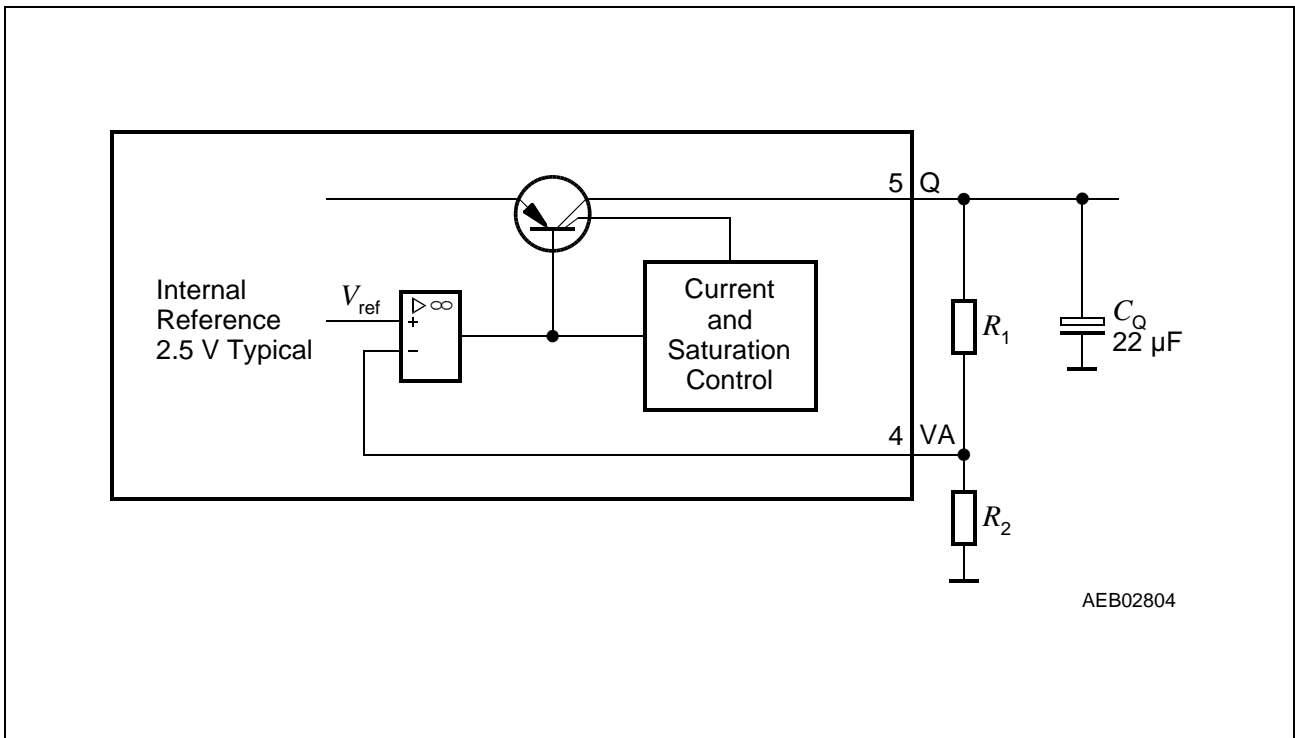 5 Q
Internal
Reference
2.5 V Typical
Vref
▷∞
+
−
Current
and
Saturation
Control
R1
CQ
22 µF
4 VA
R2
AEB02804